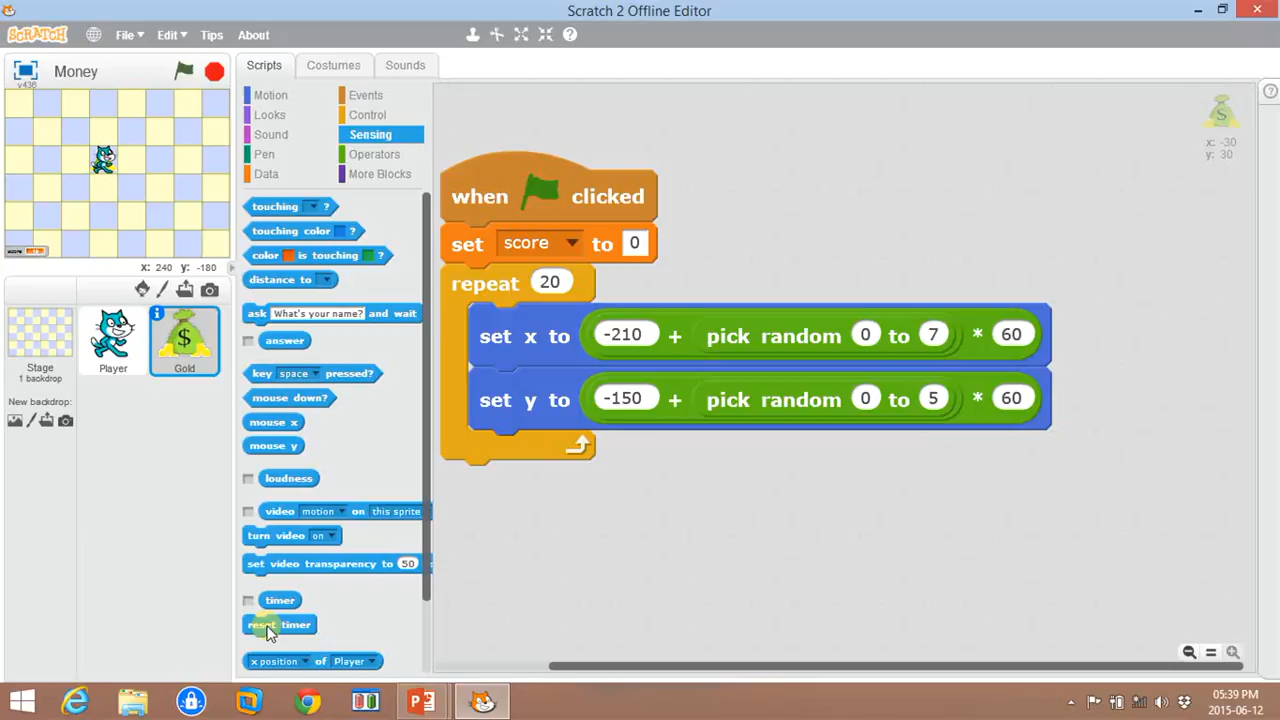 Scratch 2 Offline Editor
SCRATCH File Edit Tips About
Money
v436
Scripts Costumes Sounds
Motion Events
Looks Control
Sound Sensing
Pen Operators
Data More Blocks
touching ?
touching color ?
color is touching ?
distance to
ask What's your name? and wait
answer
key space pressed?
mouse down?
mouse x
mouse y
loudness
video motion on this sprite
turn video on
set video transparency to 50
timer
reset timer
x position of Player
when clicked
set score to 0
repeat 20
set x to -210 + pick random 0 to 7 * 60
set y to -150 + pick random 0 to 5 * 60
$
x: -30
y: 30
score
X: 240 y: -180
Stage
1 backdrop
Player
Gold
New backdrop:
05:39 PM
2015-06-12